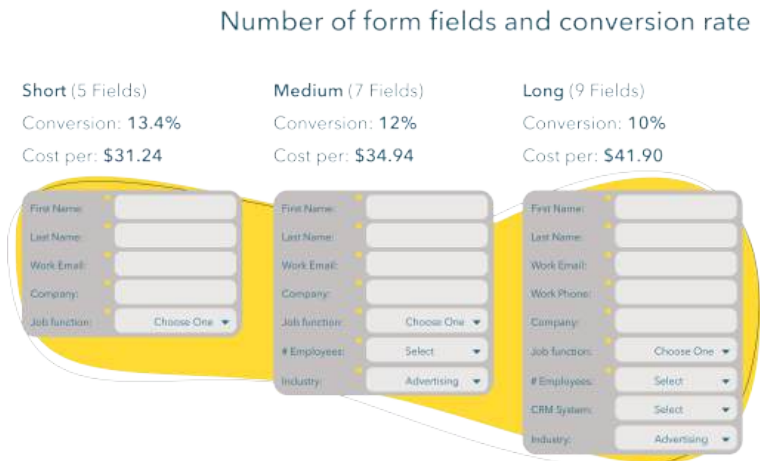 Number of form fields and conversion rate
Short (5 Fields)
Conversion: 13.4%
Cost per: $31.24
First Name:
Last Name:
Work Email:
Company:
Job function:
Choose One
Medium (7 Fields)
Conversion: 12%
Cost per: $34.94
First Name:
Last Name:
Work Email:
Company:
Job function:
Choose One
# Employees:
Select
Industry:
Advertising
Long (9 Fields)
Conversion: 10%
Cost per: $41.90
First Name:
Last Name:
Work Email:
Work Phone:
Company:
Job function:
Choose One
# Employees:
Select
CRM System:
Select
Industry:
Advertising